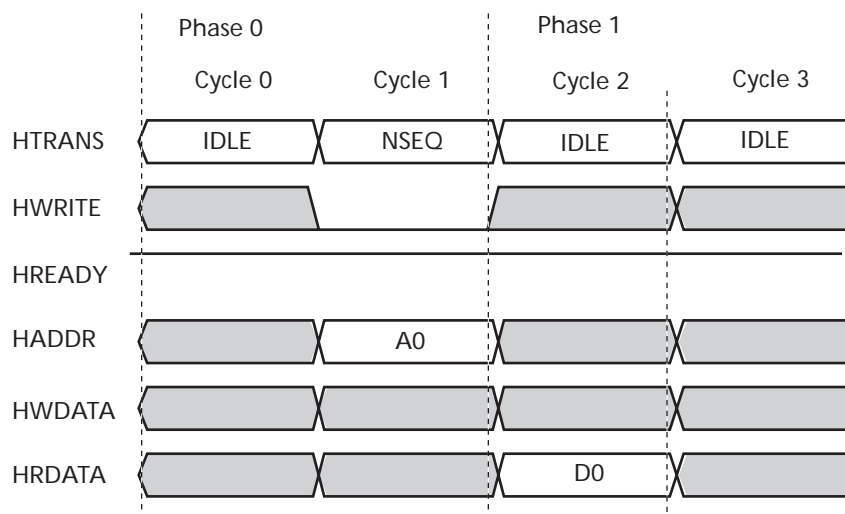 Phase 0 Phase 1
Cycle 0 Cycle 1 Cycle 2 Cycle 3
HTRANS IDLE NSEQ IDLE IDLE
HWRITE
HREADY
HADDR A0
HWDATA
HRDATA D0